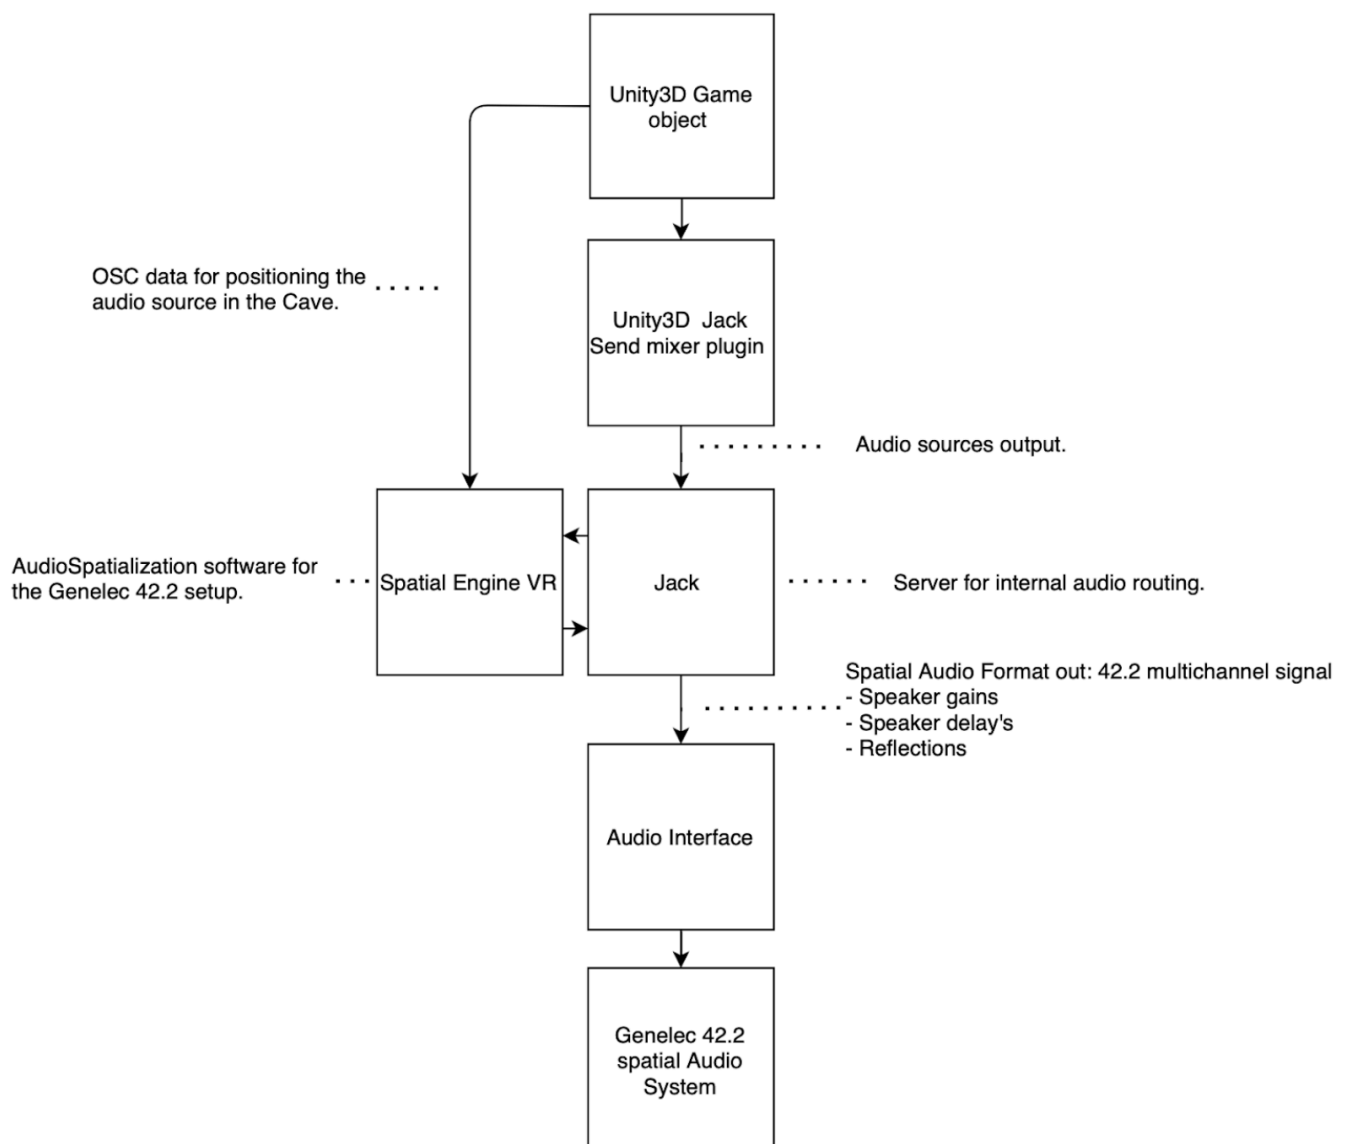 Unity3D Game
object
OSC data for positioning the
audio source in the Cave.
Unity3D Jack
Send mixer plugin
Audio sources output.
AudioSpatialization software for
the Genelec 42.2 setup.
Spatial Engine VR
Jack
Server for internal audio routing.
Spatial Audio Format out: 42.2 multichannel signal
- Speaker gains
- Speaker delay's
- Reflections
Audio Interface
Genelec 42.2
spatial Audio
System